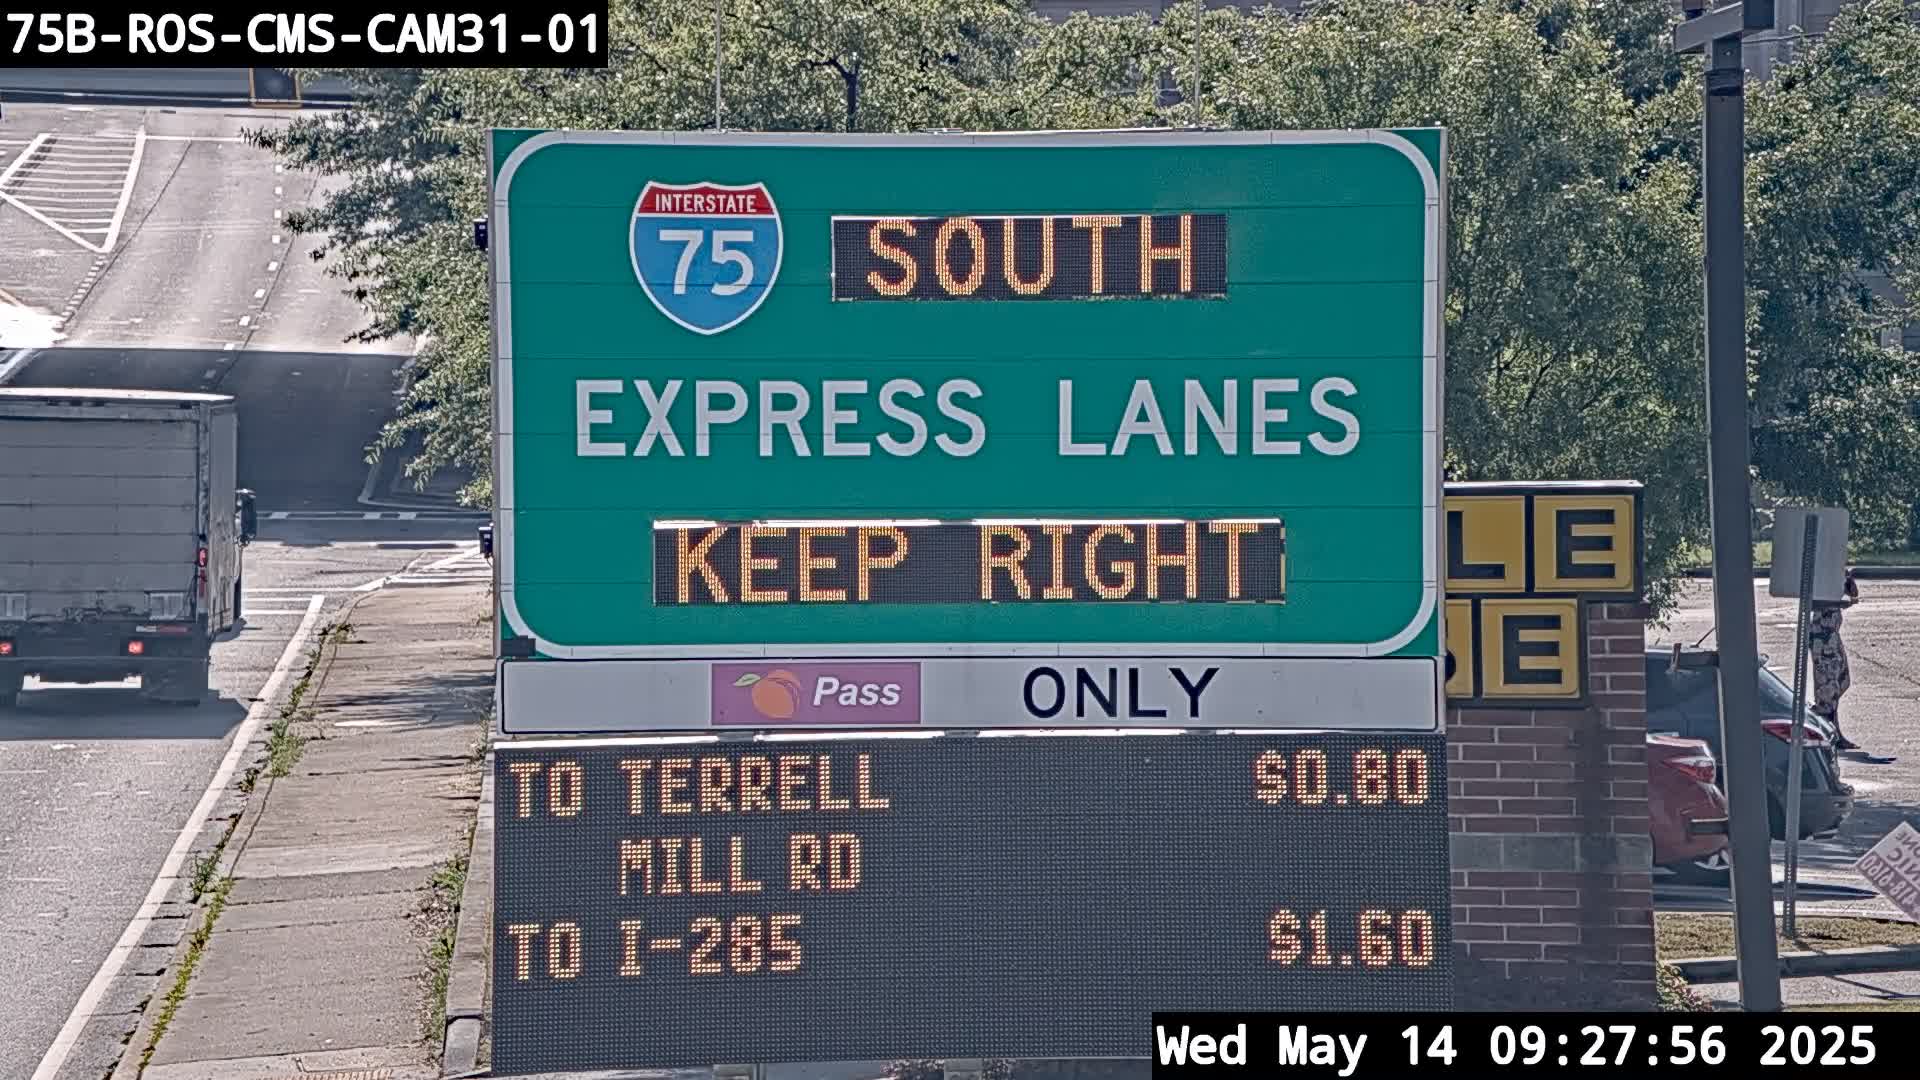 75B-ROS-CMS-CAM31-01
INTERSTATE
75
SOUTH
EXPRESS LANES
KEEP RIGHT
Pass ONLY
TO TERRELL $0.80
MILL RD
TO I-285 $1.60
LE
E
Wed May 14 09:27:56 2025